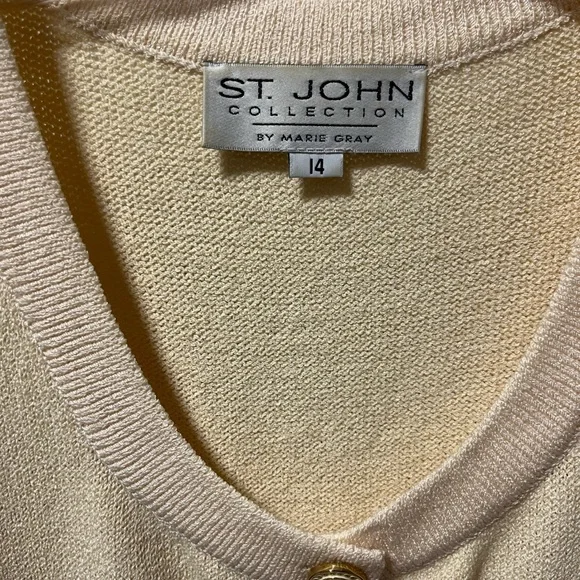 ST. JOHN
COLLECTION
BY MARIE GRAY
14